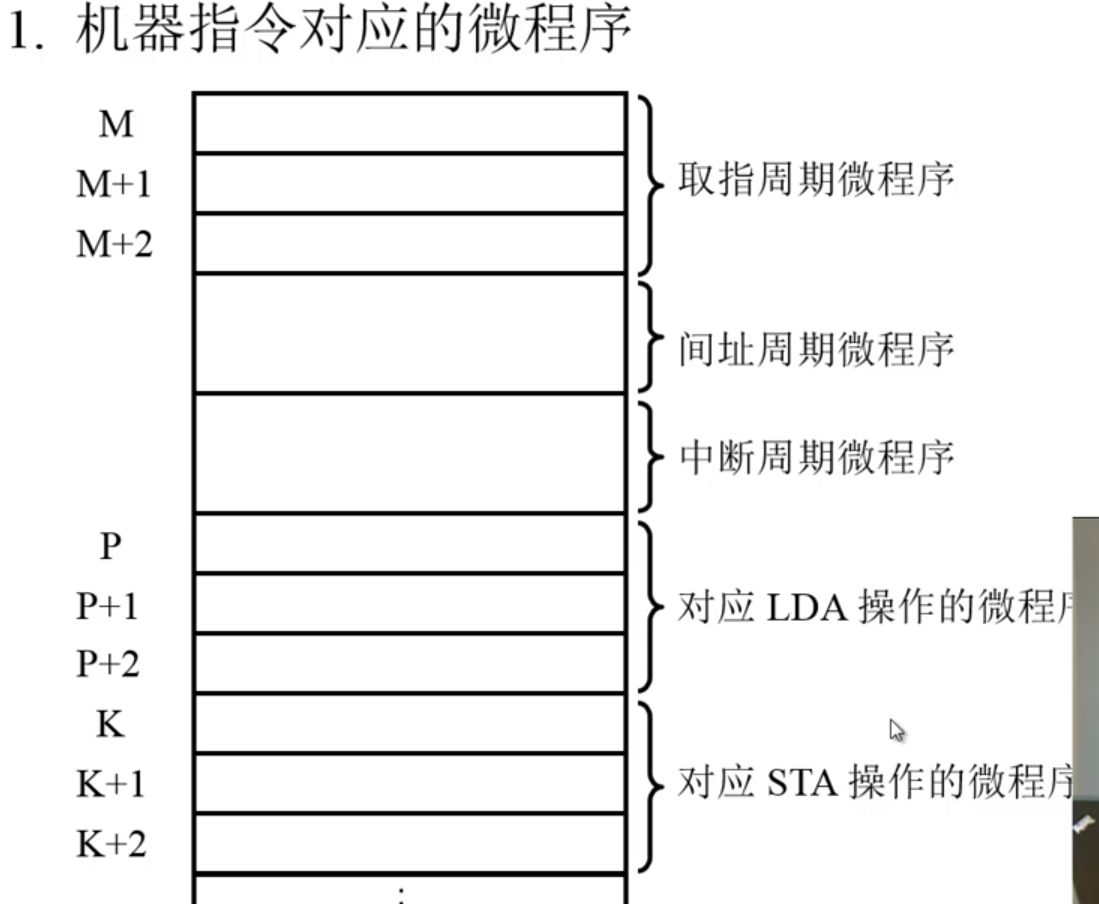 1. 机器指令对应的微程序
M
M+1
M+2
取指周期微程序
间址周期微程序
中断周期微程序
P
P+1
P+2
对应 LDA 操作的微程序
K
K+1
K+2
对应 STA 操作的微程序
⋮